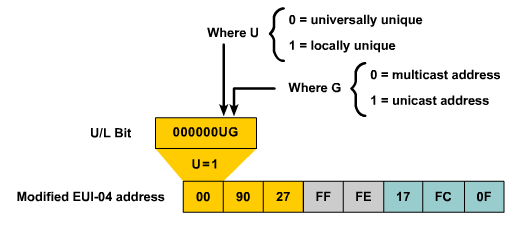 Where U
0 = universally unique
1 = locally unique
Where G
0 = multicast address
1 = unicast address
U/L Bit
000000UG
U=1
Modified EUI-04 address
00 90 27 FF FE 17 FC 0F